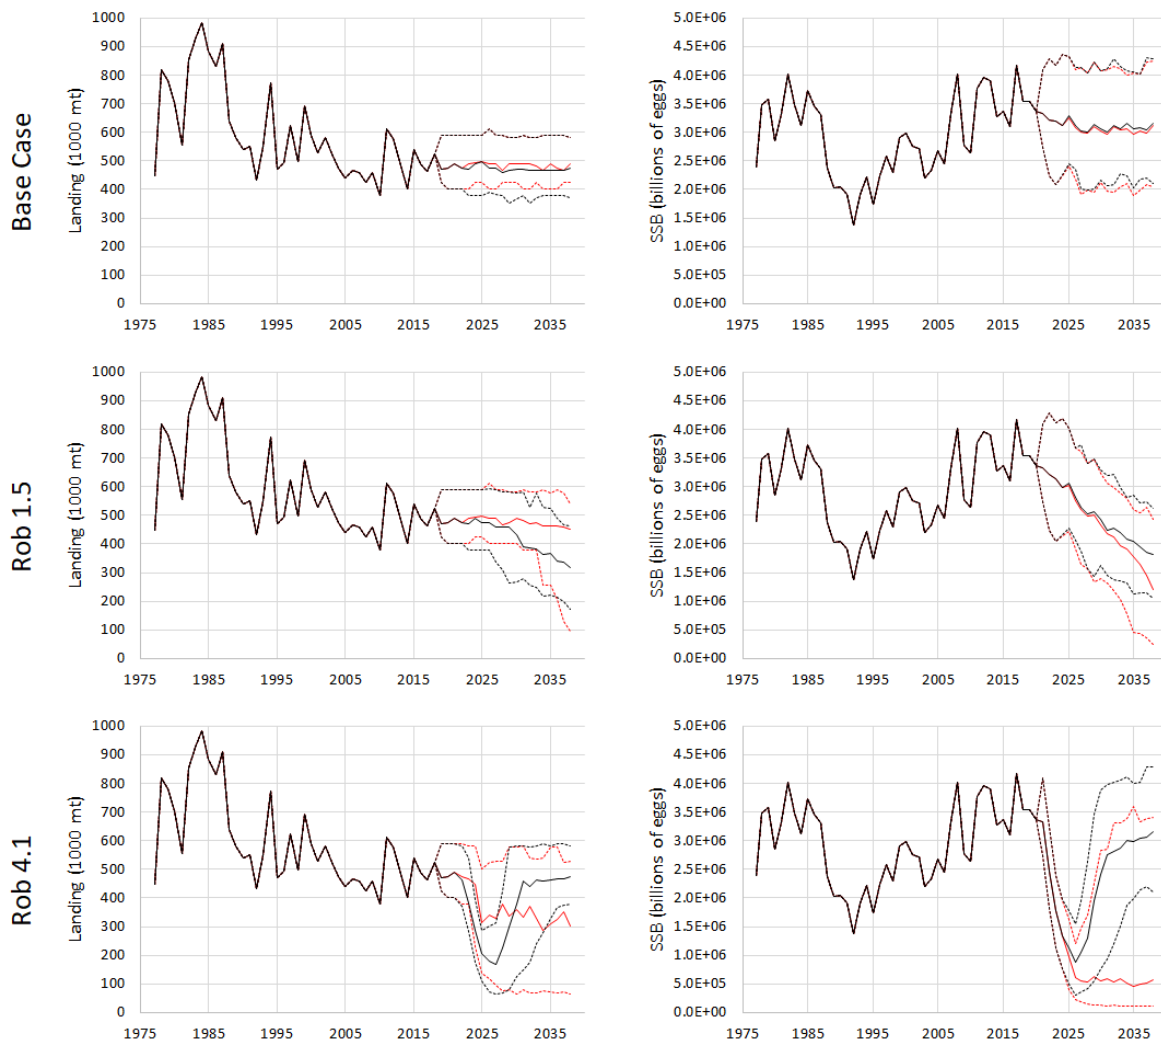 Base Case
Landing (1000 mt)
1000
900
800
700
600
500
400
300
200
100
0
1975 1985 1995 2005 2015 2025 2035
SSB (billions of eggs)
5.0E+06
4.5E+06
4.0E+06
3.5E+06
3.0E+06
2.5E+06
2.0E+06
1.5E+06
1.0E+06
5.0E+05
0.0E+00
1975 1985 1995 2005 2015 2025 2035
Rob 1.5
Landing (1000 mt)
1000
900
800
700
600
500
400
300
200
100
0
1975 1985 1995 2005 2015 2025 2035
SSB (billions of eggs)
5.0E+06
4.5E+06
4.0E+06
3.5E+06
3.0E+06
2.5E+06
2.0E+06
1.5E+06
1.0E+06
5.0E+05
0.0E+00
1975 1985 1995 2005 2015 2025 2035
Rob 4.1
Landing (1000 mt)
1000
900
800
700
600
500
400
300
200
100
0
1975 1985 1995 2005 2015 2025 2035
SSB (billions of eggs)
5.0E+06
4.5E+06
4.0E+06
3.5E+06
3.0E+06
2.5E+06
2.0E+06
1.5E+06
1.0E+06
5.0E+05
0.0E+00
1975 1985 1995 2005 2015 2025 2035